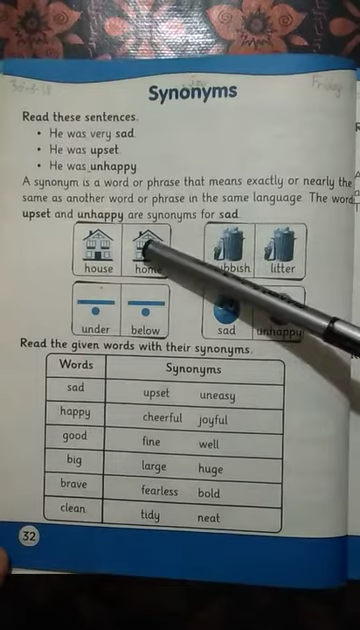 Friday
Synonyms
Read these sentences.
• He was very sad.
• He was upset.
• He was unhappy
A synonym is a word or phrase that means exactly or nearly the
same as another word or phrase in the same language. The word
upset and unhappy are synonyms for sad.
house home litter
under below sad unhappy
Read the given words with their synonyms.
Words Synonyms
sad upset uneasy
happy cheerful joyful
good fine well
big large huge
brave fearless bold
clean tidy neat
32